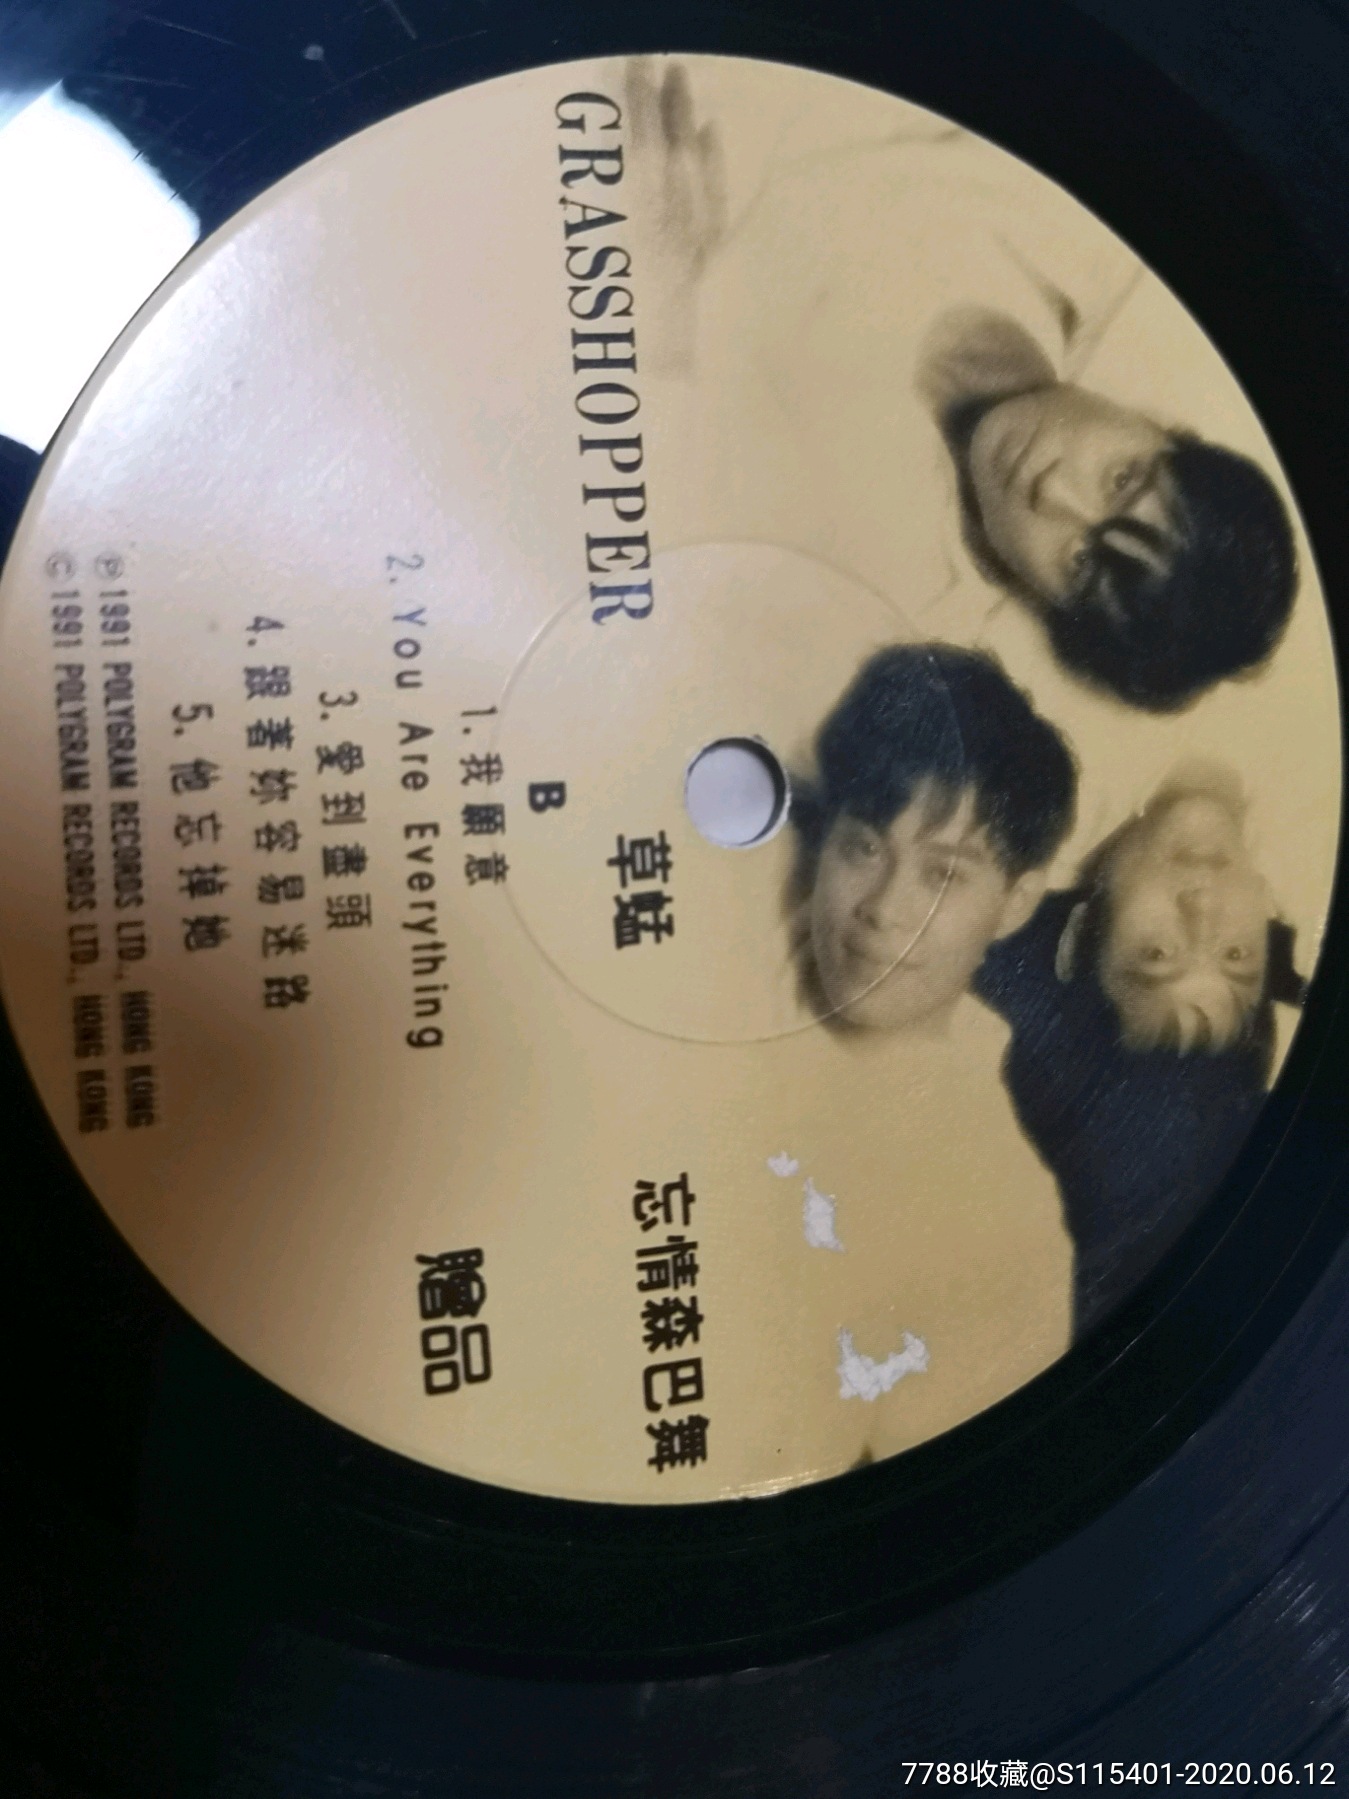 GRASSHOPPER 草蜢 忘情森巴舞
B
1. 我願意
2. You Are Everything
3. 愛到盡頭
4. 跟著妳容易迷路
5. 他忘掉她
贈品
Ⓟ 1991 POLYGRAM RECORDS LTD., HONG KONG
© 1991 POLYGRAM RECORDS LTD., HONG KONG
7788收藏@S115401-2020.06.12